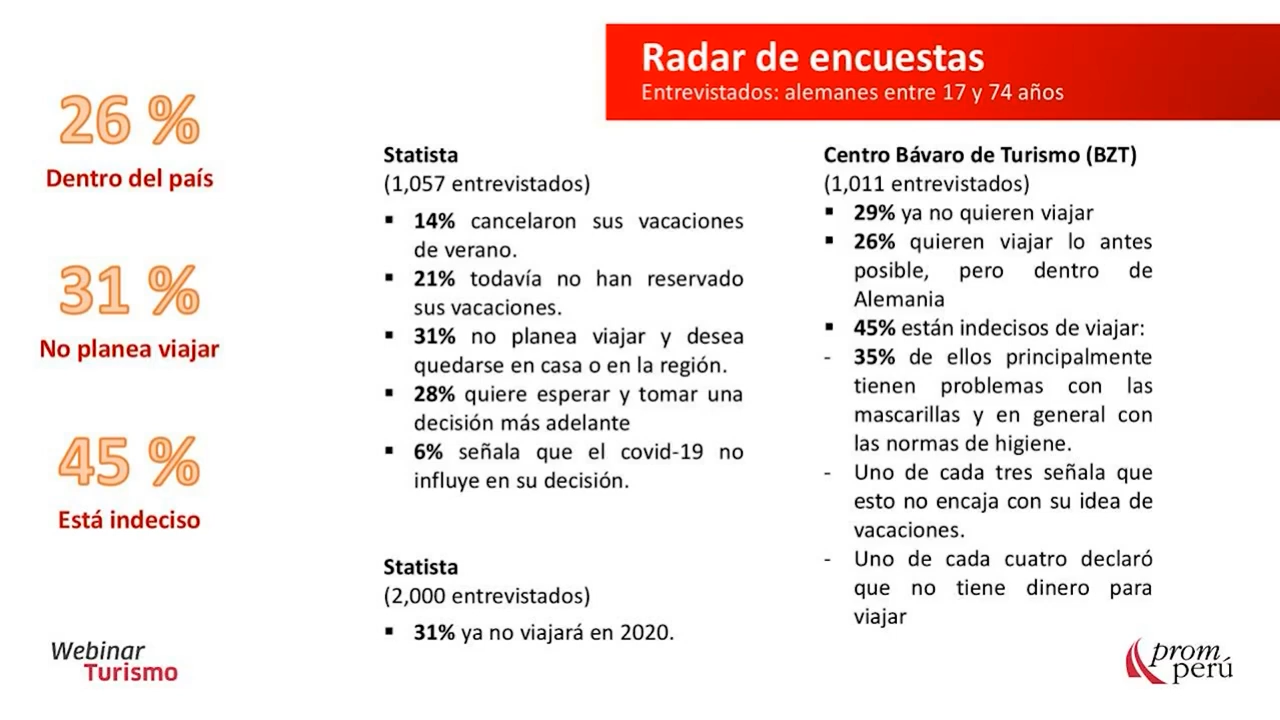 Radar de encuestas
Entrevistados: alemanes entre 17 y 74 años
26 %
Dentro del país
31 %
No planea viajar
45 %
Está indeciso
Statista
(1,057 entrevistados)
▪ 14% cancelaron sus vacaciones
de verano.
▪ 21% todavía no han reservado
sus vacaciones.
▪ 31% no planea viajar y desea
quedarse en casa o en la región.
▪ 28% quiere esperar y tomar una
decisión más adelante
▪ 6% señala que el covid-19 no
influye en su decisión.
Statista
(2,000 entrevistados)
▪ 31% ya no viajará en 2020.
Centro Bávaro de Turismo (BZT)
(1,011 entrevistados)
▪ 29% ya no quieren viajar
▪ 26% quieren viajar lo antes
posible, pero dentro de
Alemania
▪ 45% están indecisos de viajar:
- 35% de ellos principalmente
tienen problemas con las
mascarillas y en general con
las normas de higiene.
- Uno de cada tres señala que
esto no encaja con su idea de
vacaciones.
- Uno de cada cuatro declaró
que no tiene dinero para
viajar
Webinar
Turismo
prom
perú